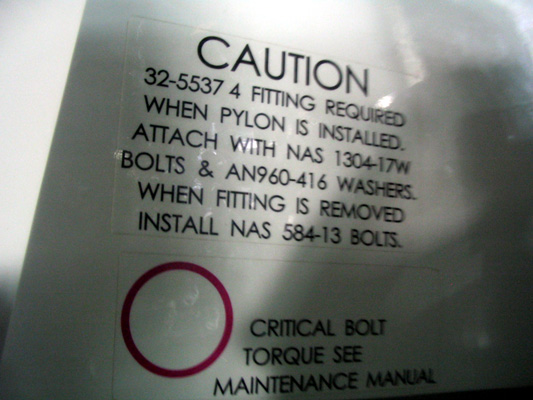 CAUTION
32-5537 4 FITTING REQUIRED
WHEN PYLON IS INSTALLED.
ATTACH WITH NAS 1304-17W
BOLTS & AN960-416 WASHERS.
WHEN FITTING IS REMOVED
INSTALL NAS 584-13 BOLTS.
CRITICAL BOLT
TORQUE SEE
MAINTENANCE MANUAL